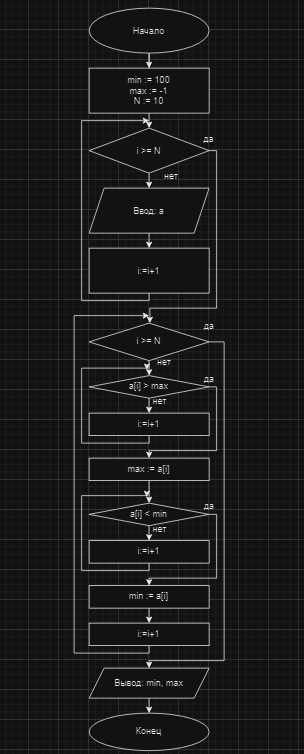 Начало
min := 100
max := -1
N := 10
да
i >= N
нет
Ввод: a
i:=i+1
да
i >= N
нет
да
a[i] > max
нет
i:=i+1
max := a[i]
да
a[i] < min
нет
i:=i+1
min := a[i]
i:=i+1
Вывод: min, max
Конец